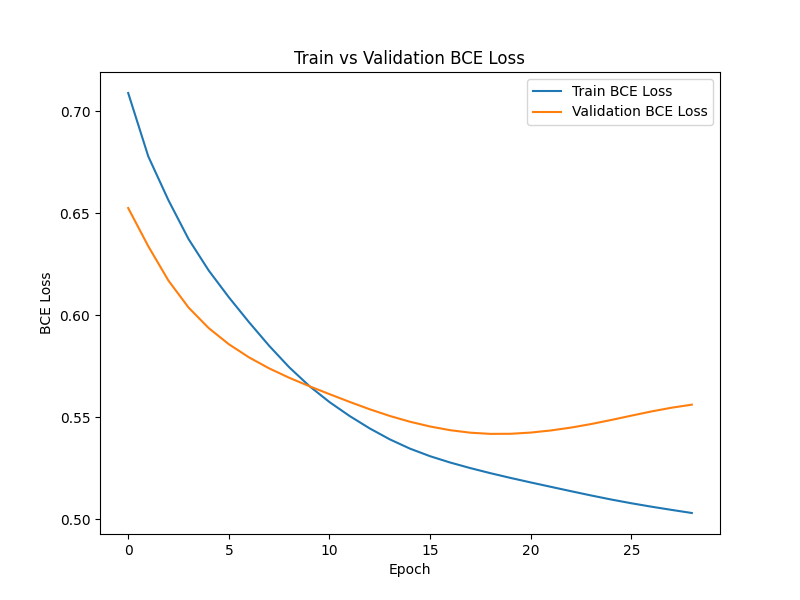 Train vs Validation BCE Loss
Train BCE Loss
Validation BCE Loss
0.70
0.65
0.60
0.55
0.50
BCE Loss
0 5 10 15 20 25
Epoch